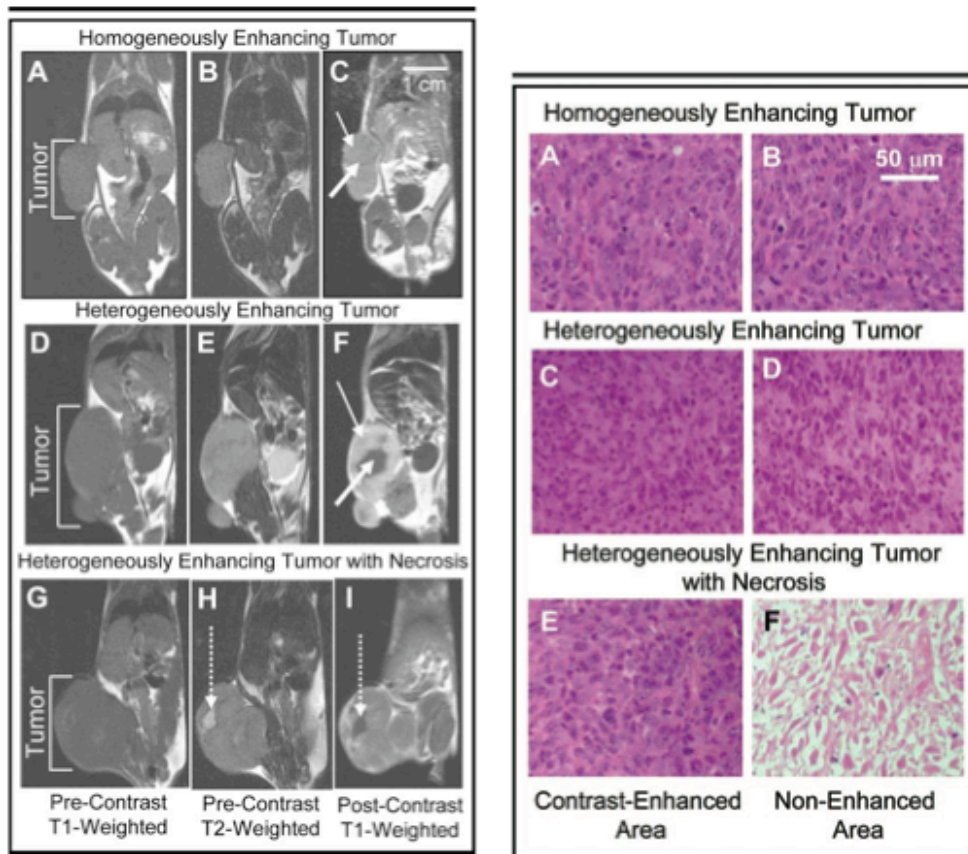 Homogeneously Enhancing Tumor
A B C
1 cm
Tumor
Heterogeneously Enhancing Tumor
D E F
Tumor
Heterogeneously Enhancing Tumor with Necrosis
G H I
Tumor
Pre-Contrast Pre-Contrast Post-Contrast
T1-Weighted T2-Weighted T1-Weighted
Homogeneously Enhancing Tumor
A B
50 µm
Heterogeneously Enhancing Tumor
C D
Heterogeneously Enhancing Tumor
with Necrosis
E F
Contrast-Enhanced Non-Enhanced
Area Area